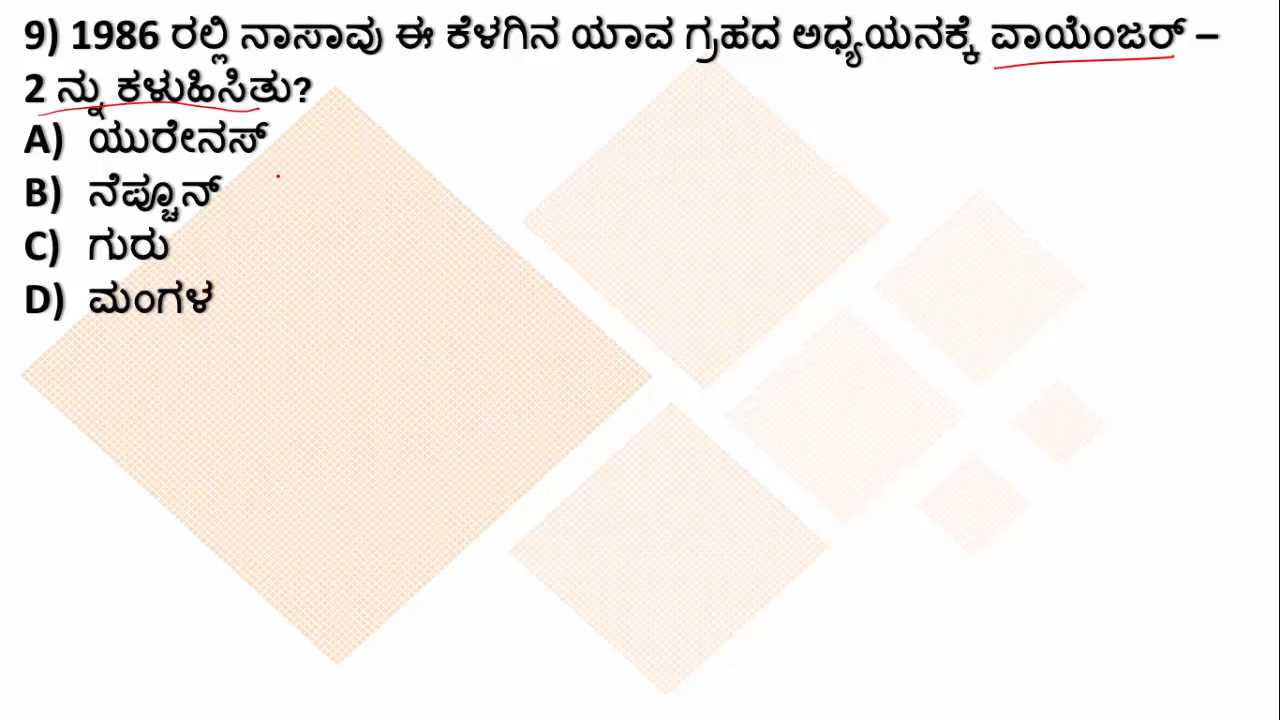 9) 1986 ರಲ್ಲಿ ನಾಸಾವು ಈ ಕೆಳಗಿನ ಯಾವ ಗ್ರಹದ ಅಧ್ಯಯನಕ್ಕೆ ವಾಯೆಂಜರ್ –
2 ನ್ನು ಕಳುಹಿಸಿತು?
A) ಯುರೇನಸ್
B) ನೆಪ್ಚೂನ್
C) ಗುರು
D) ಮಂಗಳ